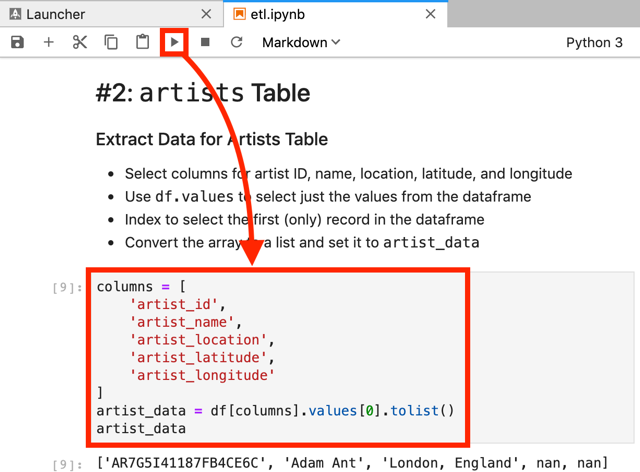 Launcher
etl.ipynb
Markdown
Python 3
#2: artists Table
Extract Data for Artists Table
Select columns for artist ID, name, location, latitude, and longitude
Use df.values to select just the values from the dataframe
Index to select the first (only) record in the dataframe
Convert the array a list and set it to artist_data
[9]:
columns = [
'artist_id',
'artist_name',
'artist_location',
'artist_latitude',
'artist_longitude'
]
artist_data = df[columns].values[0].tolist()
artist_data
[9]: ['AR7G5I41187FB4CE6C', 'Adam Ant', 'London, England', nan, nan]